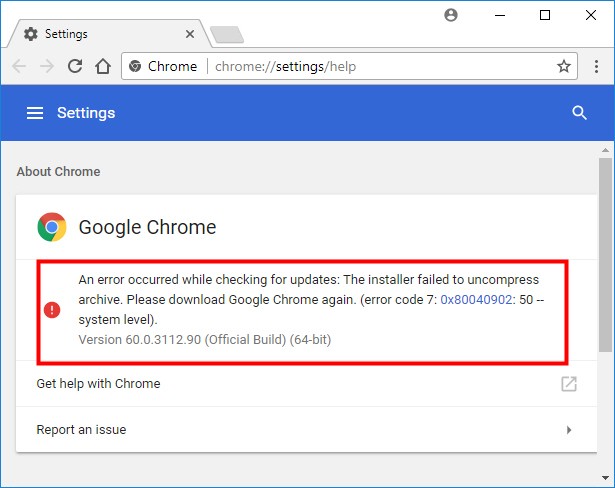 Settings
Chrome
chrome://settings/help
Settings
About Chrome
Google Chrome
An error occurred while checking for updates: The installer failed to uncompress
archive. Please download Google Chrome again. (error code 7: 0x80040902: 50 --
system level).
Version 60.0.3112.90 (Official Build) (64-bit)
Get help with Chrome
Report an issue